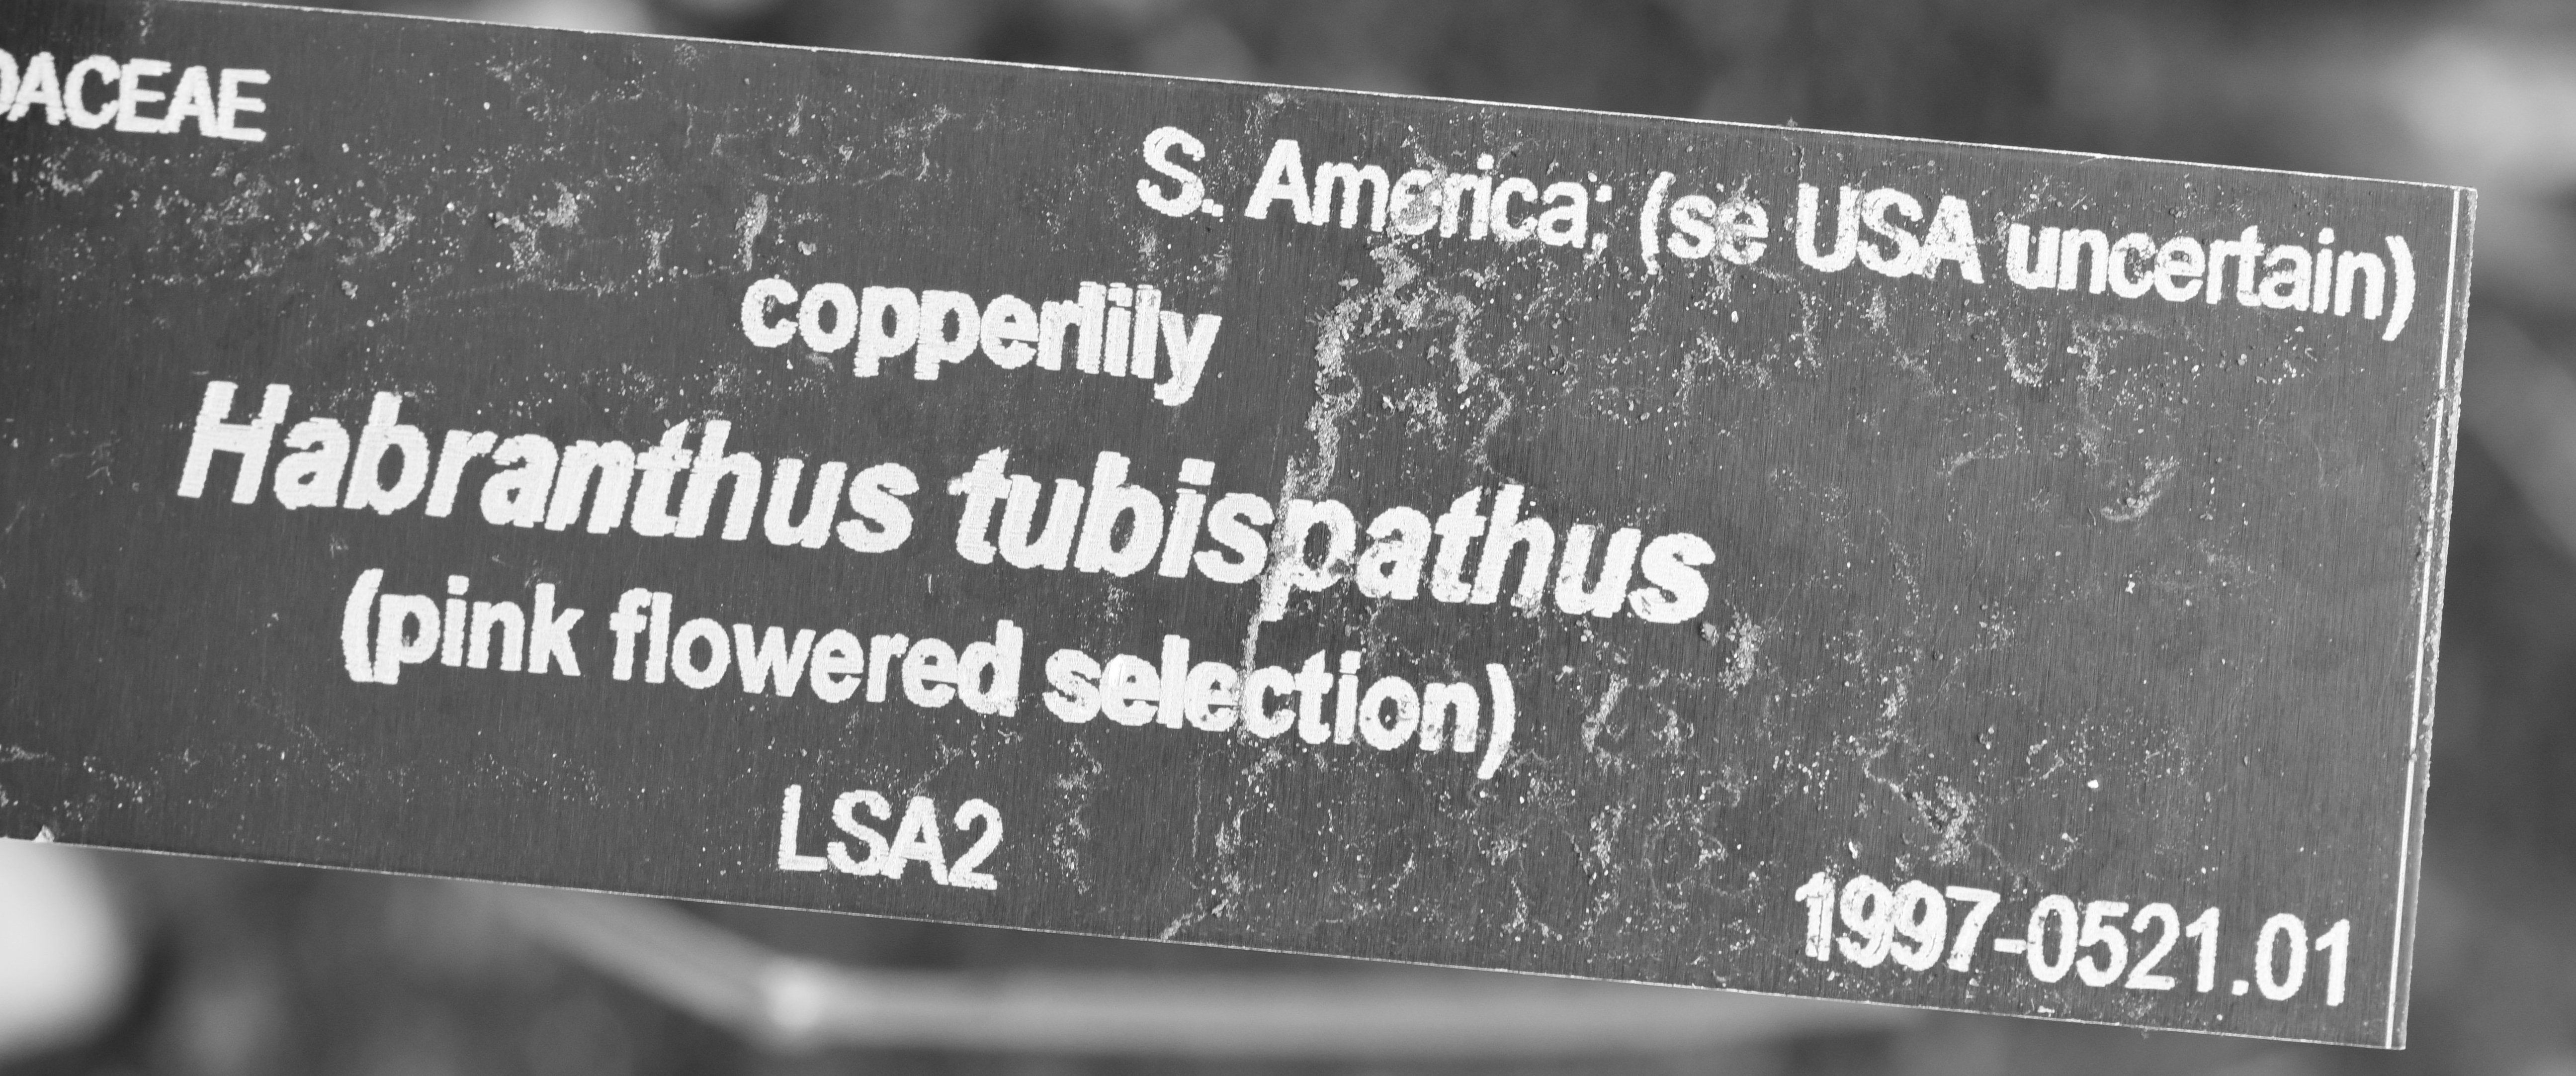 DACEAE
S. America; (se USA uncertain)
copperlily
Habranthus tubispathus
(pink flowered selection)
LSA2
1997-0521.01